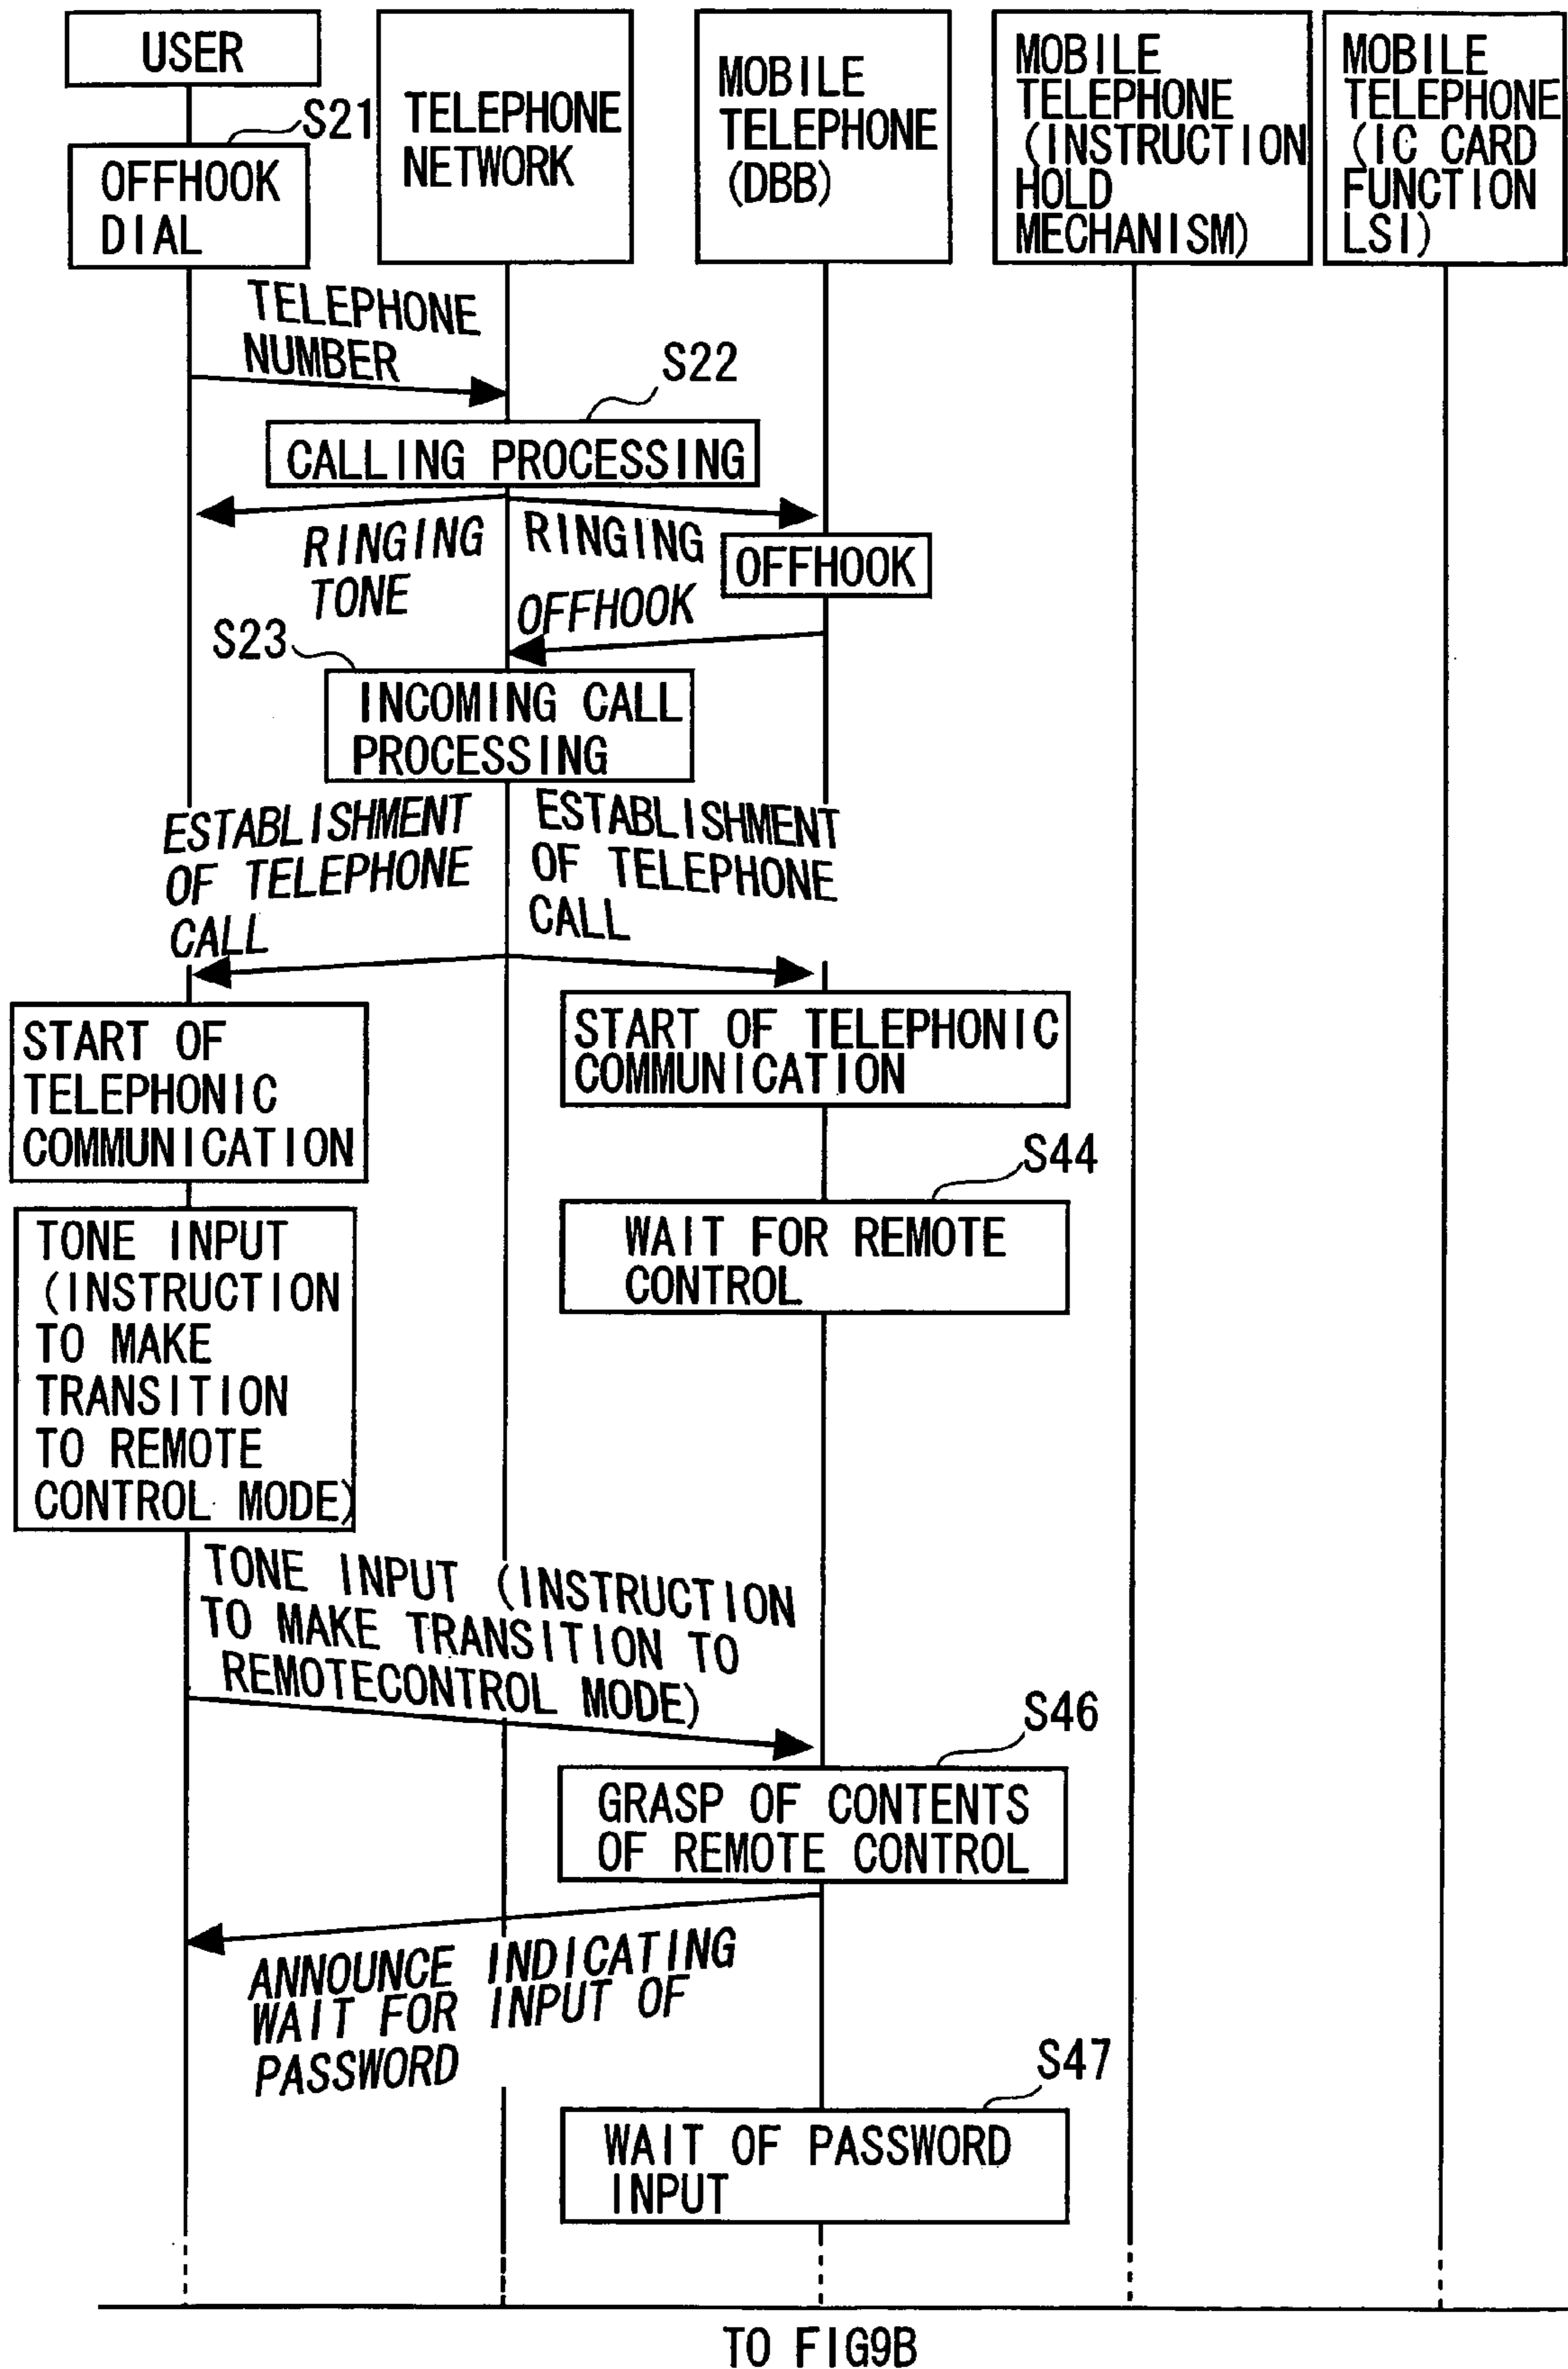 USER
TELEPHONE
NETWORK
MOBILE
TELEPHONE
(DBB)
MOBILE
TELEPHONE
(INSTRUCTION
HOLD
MECHANISM)
MOBILE
TELEPHONE
(IC CARD
FUNCTION
LSI)
S21
OFFHOOK
DIAL
TELEPHONE
NUMBER
S22
CALLING PROCESSING
RINGING
TONE
RINGING
OFFHOOK
OFFHOOK
S23
INCOMING CALL
PROCESSING
ESTABLISHMENT
OF TELEPHONE
CALL
ESTABLISHMENT
OF TELEPHONE
CALL
START OF
TELEPHONIC
COMMUNICATION
START OF TELEPHONIC
COMMUNICATION
S44
WAIT FOR REMOTE
CONTROL
TONE INPUT
(INSTRUCTION
TO MAKE
TRANSITION
TO REMOTE
CONTROL MODE)
TONE INPUT (INSTRUCTION
TO MAKE TRANSITION TO
REMOTECONTROL MODE)
S46
GRASP OF CONTENTS
OF REMOTE CONTROL
ANNOUNCE INDICATING
WAIT FOR INPUT OF
PASSWORD
S47
WAIT OF PASSWORD
INPUT
TO FIG9B